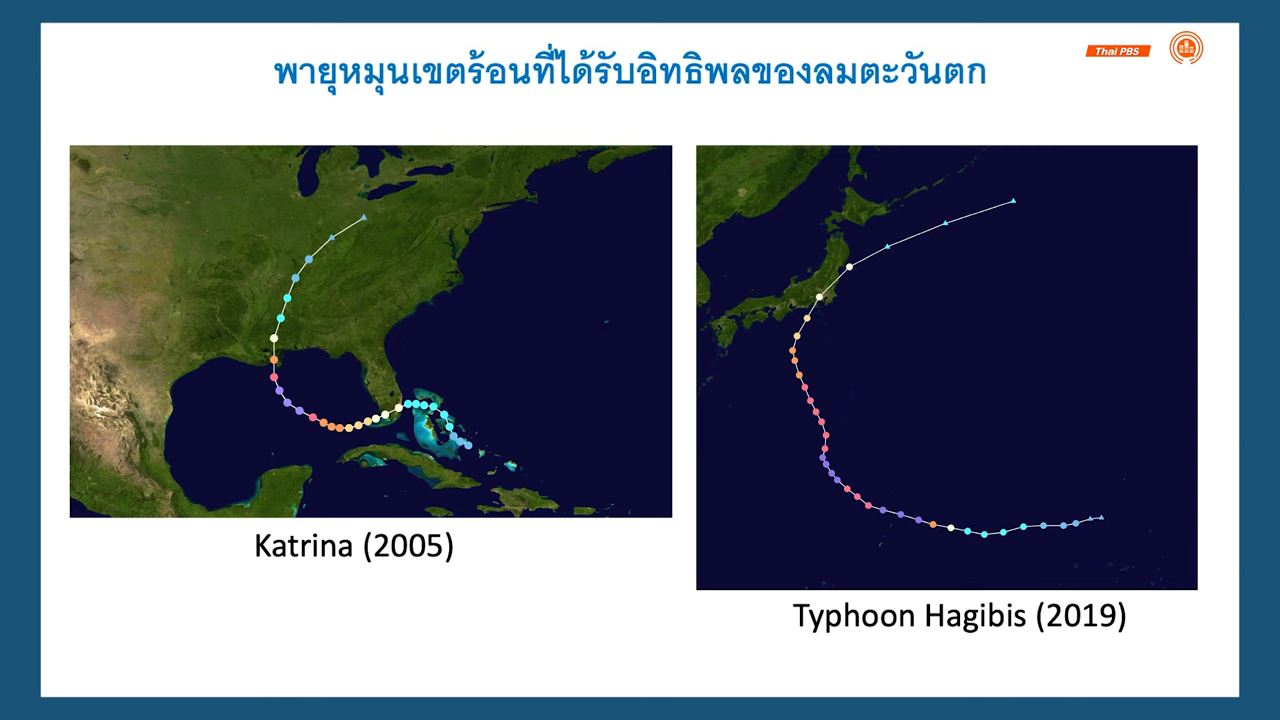 Thai PBS
พายุหมุนเขตร้อนที่ได้รับอิทธิพลของลมตะวันตก
Katrina (2005)
Typhoon Hagibis (2019)